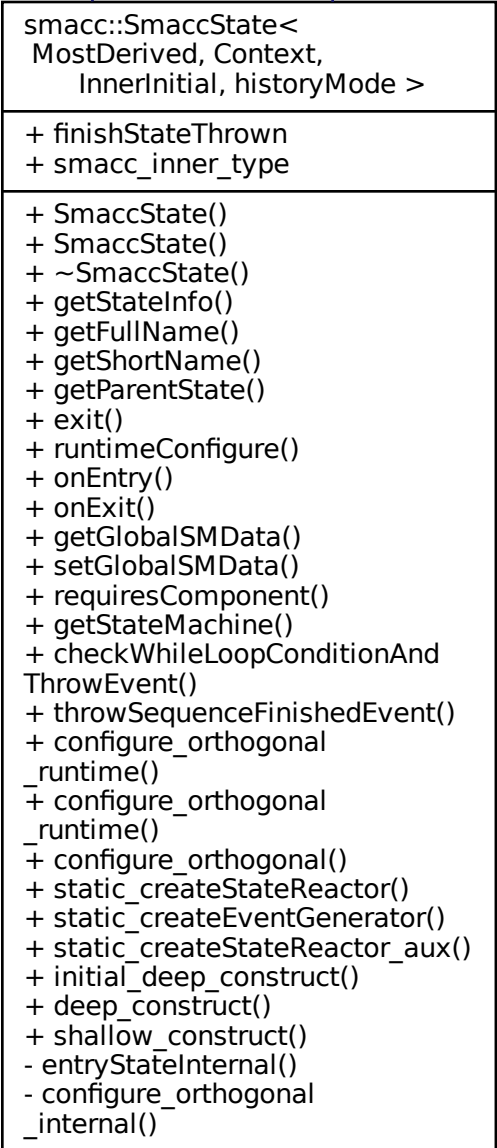 smacc::SmaccState<
MostDerived, Context,
InnerInitial, historyMode >
+ finishStateThrown
+ smacc_inner_type
+ SmaccState()
+ SmaccState()
+ ~SmaccState()
+ getStateInfo()
+ getFullName()
+ getShortName()
+ getParentState()
+ exit()
+ runtimeConfigure()
+ onEntry()
+ onExit()
+ getGlobalSMData()
+ setGlobalSMData()
+ requiresComponent()
+ getStateMachine()
+ checkWhileLoopConditionAnd
ThrowEvent()
+ throwSequenceFinishedEvent()
+ configure_orthogonal
_runtime()
+ configure_orthogonal
_runtime()
+ configure_orthogonal()
+ static_createStateReactor()
+ static_createEventGenerator()
+ static_createStateReactor_aux()
+ initial_deep_construct()
+ deep_construct()
+ shallow_construct()
- entryStateInternal()
- configure_orthogonal
_internal()